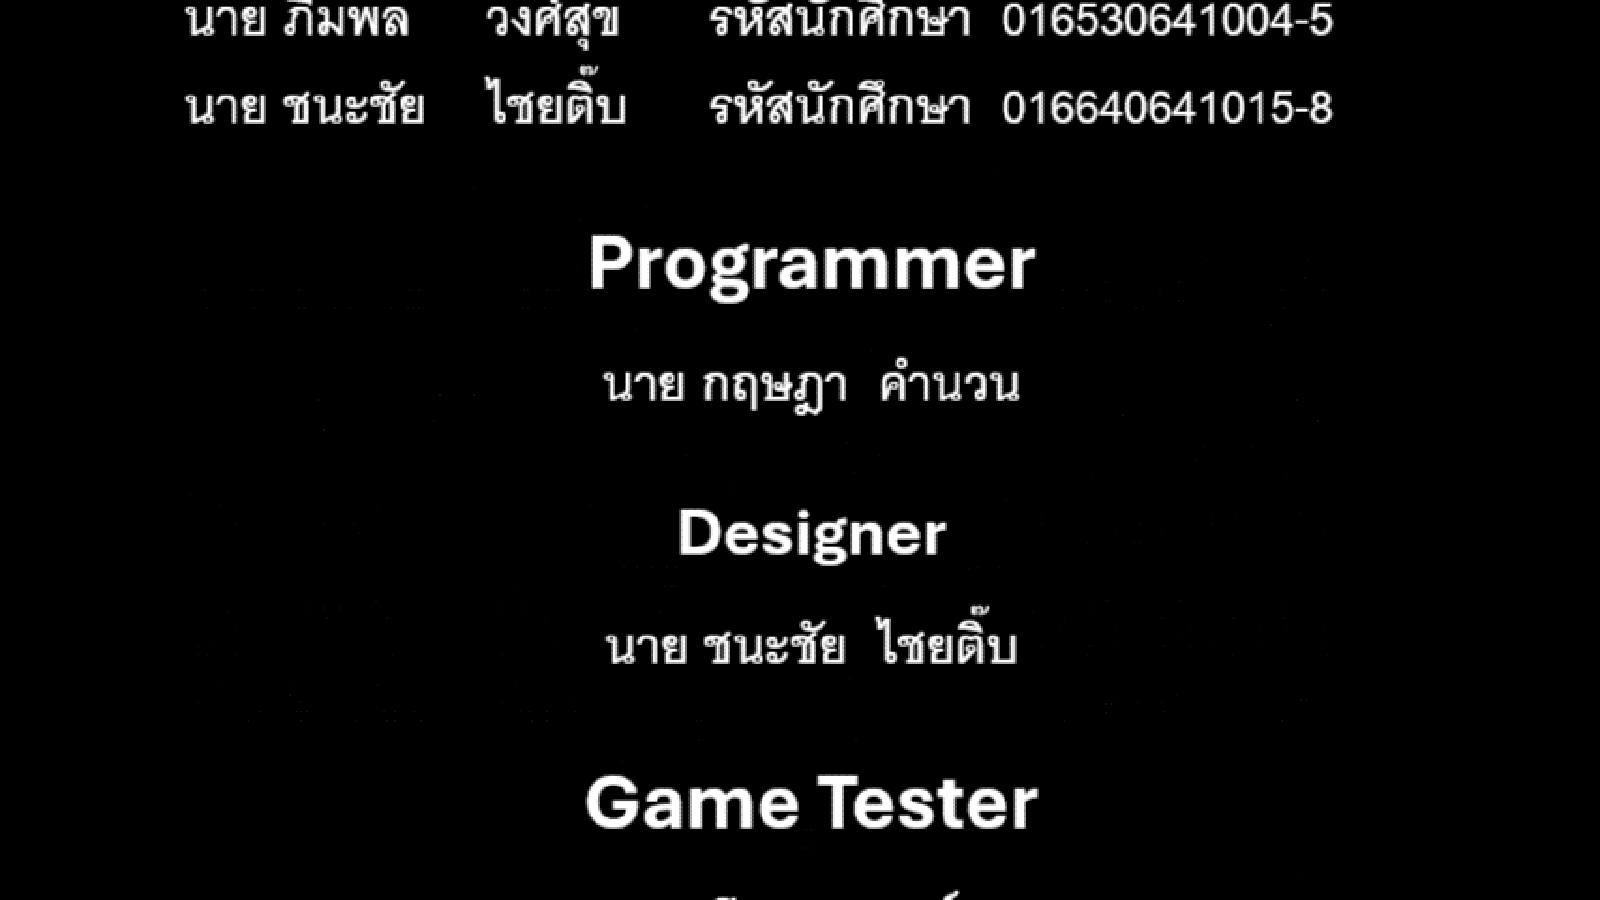 นาย ภีมพล วงศ์สุข รหัสนักศึกษา 016530641004-5
นาย ชนะชัย ไชยติ๊บ รหัสนักศึกษา 016640641015-8
Programmer
นาย กฤษฎา คำนวน
Designer
นาย ชนะชัย ไชยติ๊บ
Game Tester